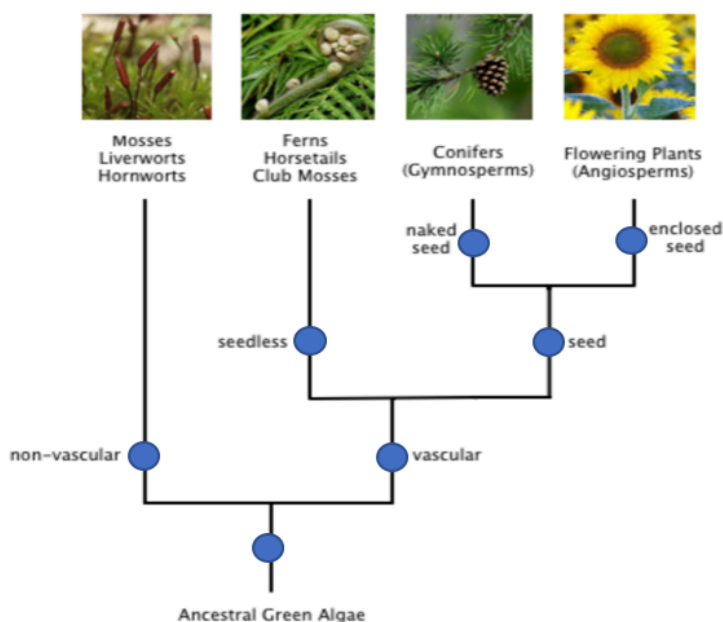 Mosses
Liverworts
Hornworts
Ferns
Horsetails
Club Mosses
Conifers
(Gymnosperms)
Flowering Plants
(Angiosperms)
naked
seed
enclosed
seed
seedless
seed
non-vascular
vascular
Ancestral Green Algae